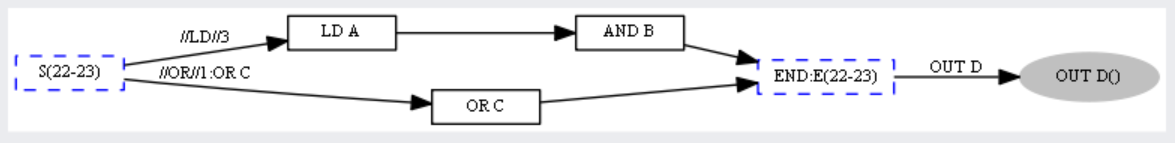 S(22-23)
//LD//3
LD A
AND B
//OR//1:OR C
OR C
END:E(22-23)
OUT D
OUT D()